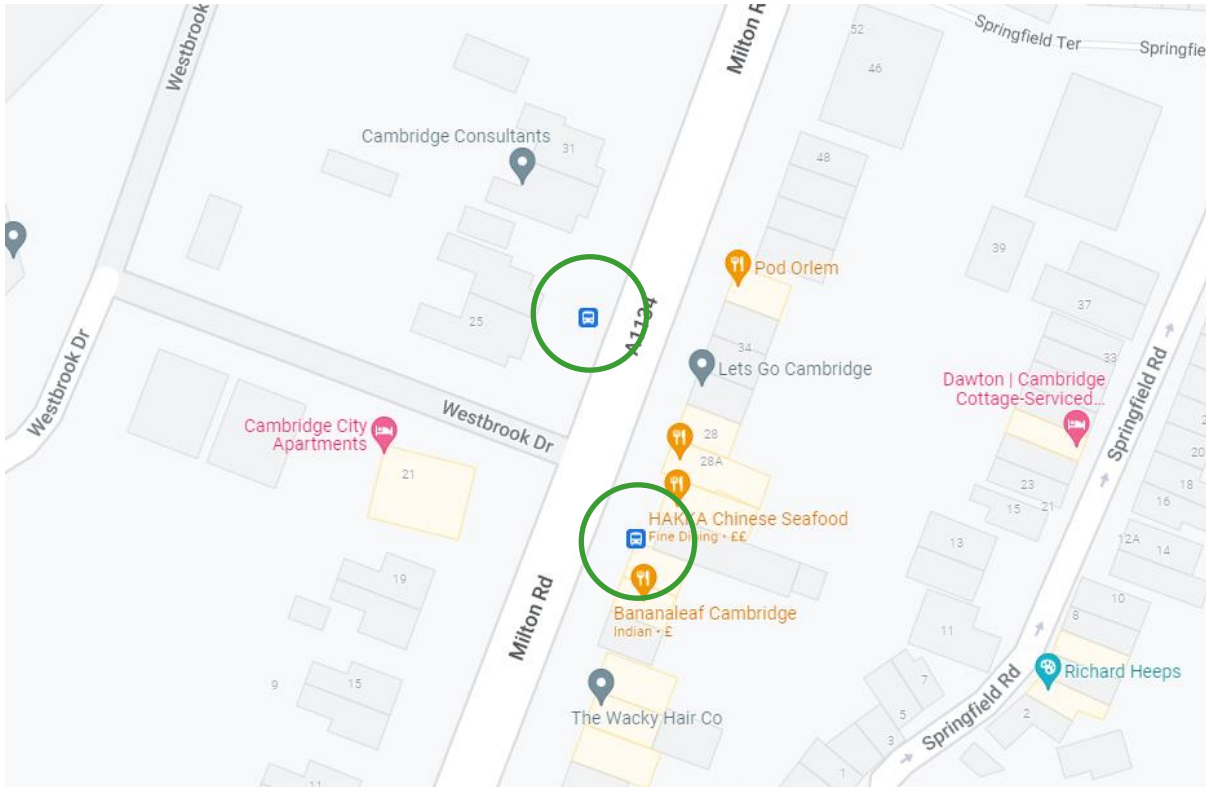 Westbrook
Milton R
52
46
Springfield Ter
Springfie
Cambridge Consultants
31
48
39
Pod Orlem
37
25
A1134
34
33
Lets Go Cambridge
Westbrook Dr
Dawton | Cambridge
Cottage-Serviced...
Springfield Rd
Cambridge City
Apartments
Westbrook Dr
28
28A
20
21
23
18
15
21
16
HAKKA Chinese Seafood
Fine Dining • ££
13
12A
14
19
Bananaleaf Cambridge
Indian • £
Milton Rd
10
8
11
Richard Heeps
7
9
15
The Wacky Hair Co
5
2
3
Springfield Rd
1
11